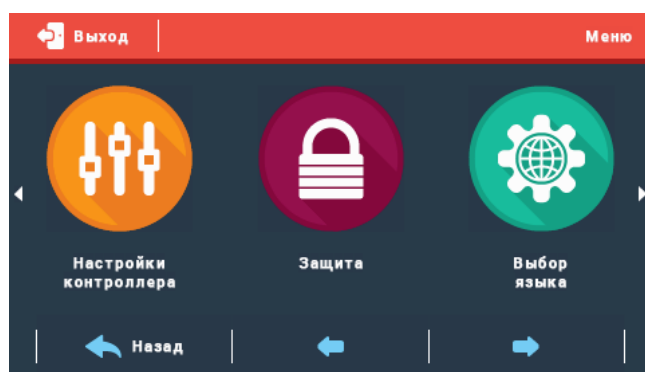 Выход
Меню
Настройки
контроллера
Защита
Выбор
языка
Назад